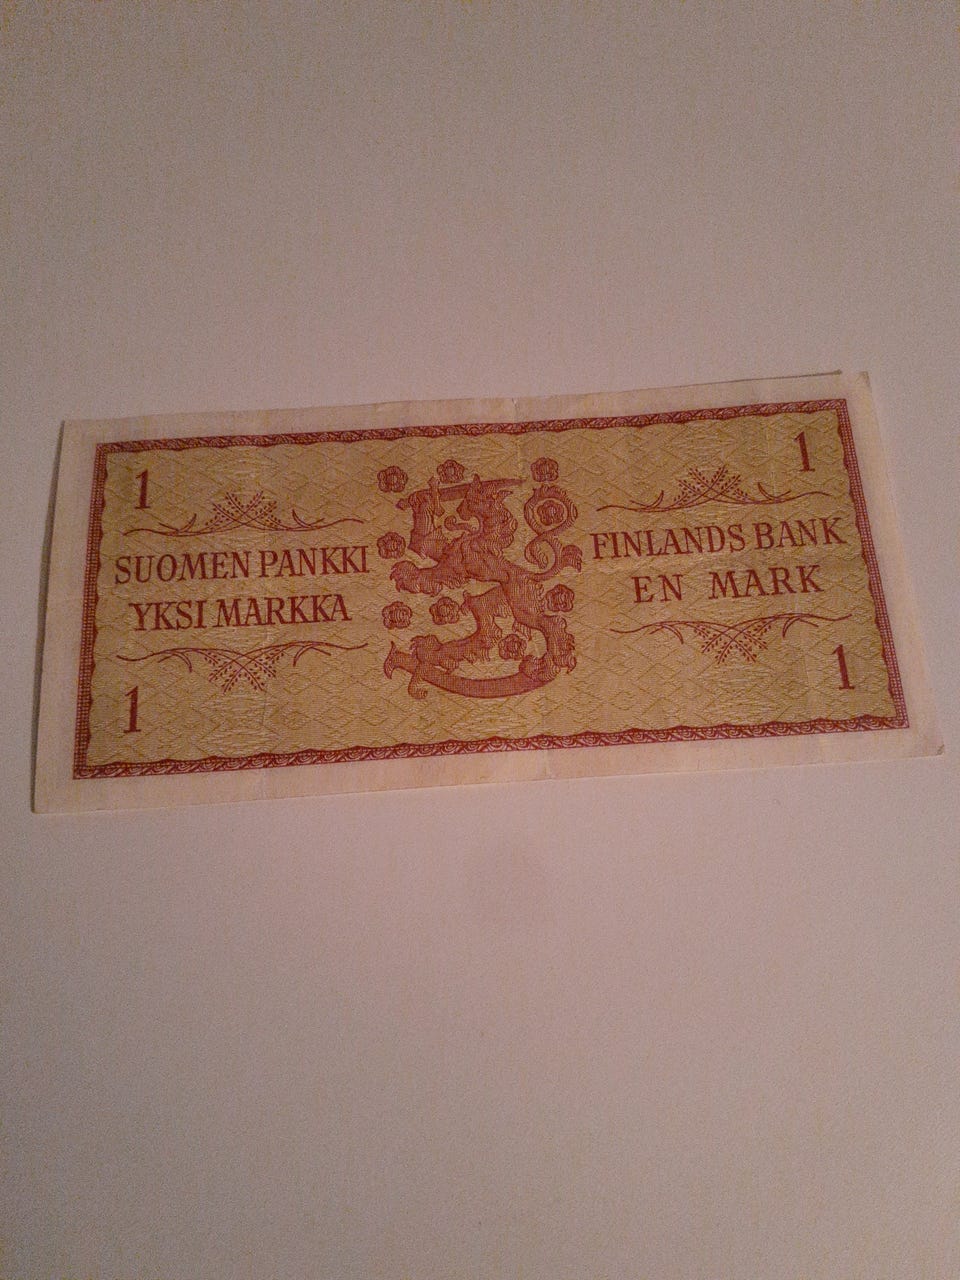 1
1
SUOMEN PANKKI
YKSI MARKKA
FINLANDS BANK
EN MARK
1
1